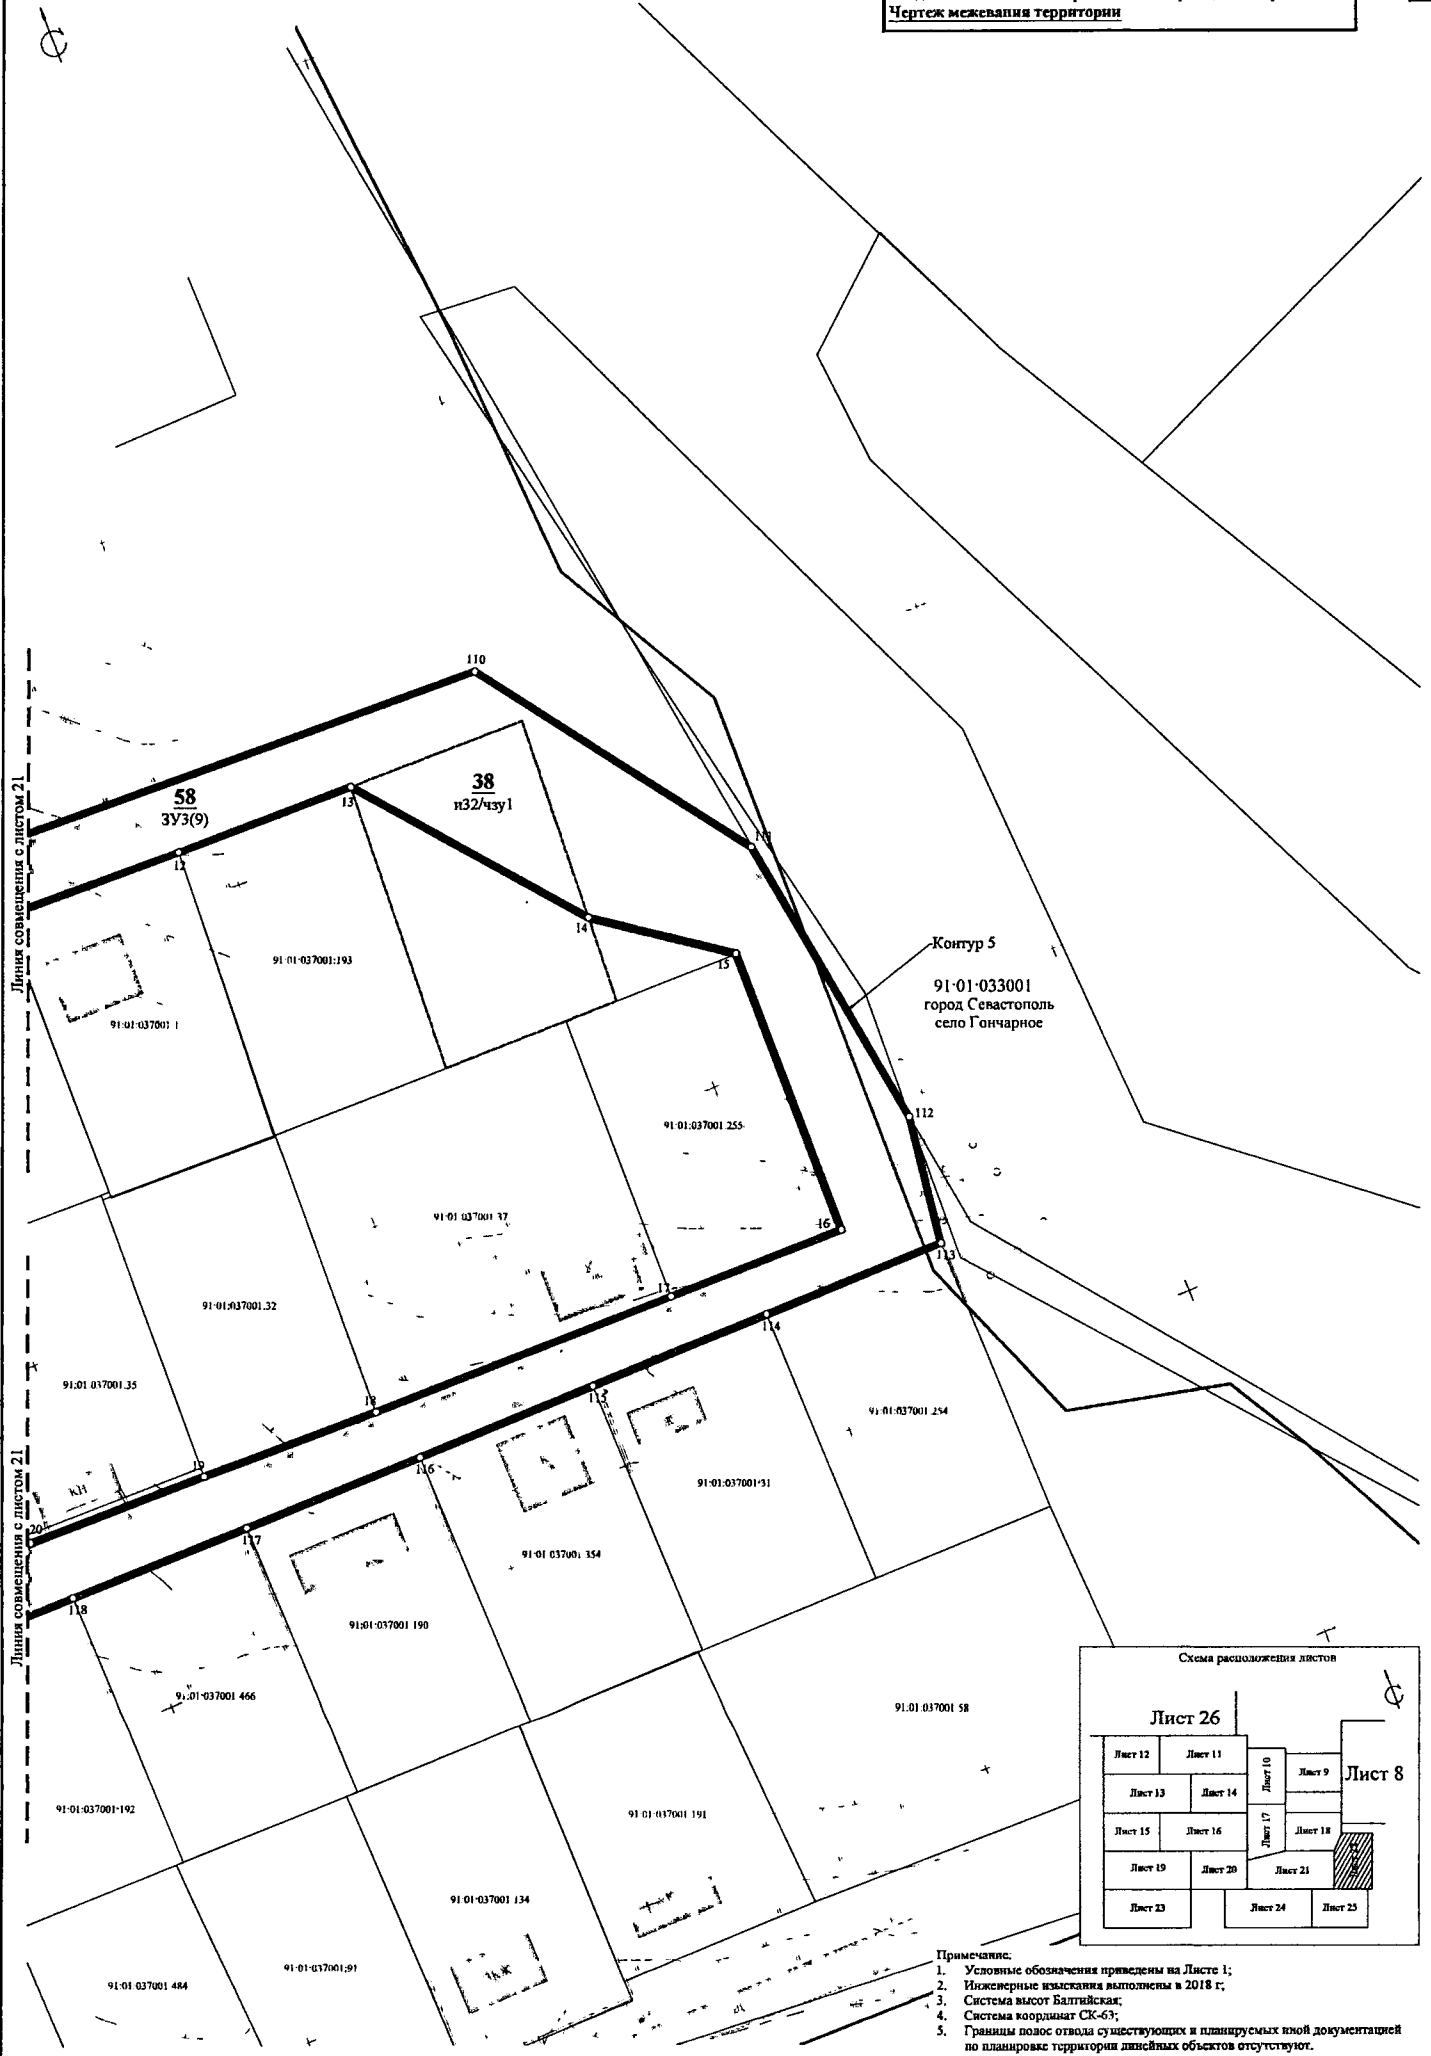 Чертеж межевания территории
110
Линия совмещения с листом 21
58
ЗУ3(9)
13
38
и32/чзу1
111
12
14
15
Контур 5
91:01:037001:193
91:01:033001
город Севастополь
село Гончарное
91:01:037001:1
112
91:01:037001:255
91:01:037001:37
16
113
17
91:01:037001:32
114
91:01:037001:35
18
115
91:01:037001:254
Линия совмещения с листом 21
19
КН
116
91:01:037001:31
20
117
91:01:037001:354
118
91:01:037001:190
91:01:037001:466
91:01:037001:58
91:01:037001:192
91:01:037001:191
91:01:037001:134
91:01:037001:91
91:01:037001:484
Схема расположения листов
Лист 26
Лист 12
Лист 11
Лист 10
Лист 9
Лист 8
Лист 13
Лист 14
Лист 15
Лист 16
Лист 17
Лист 18
Лист 19
Лист 20
Лист 21
Лист 23
Лист 24
Лист 25
Примечание:
1. Условные обозначения приведены на Листе 1;
2. Инженерные изыскания выполнены в 2018 г;
3. Система высот Балтийская;
4. Система координат СК-63;
5. Границы полос отвода существующих и планируемых иной документацией
по планировке территории линейных объектов отсутствуют.